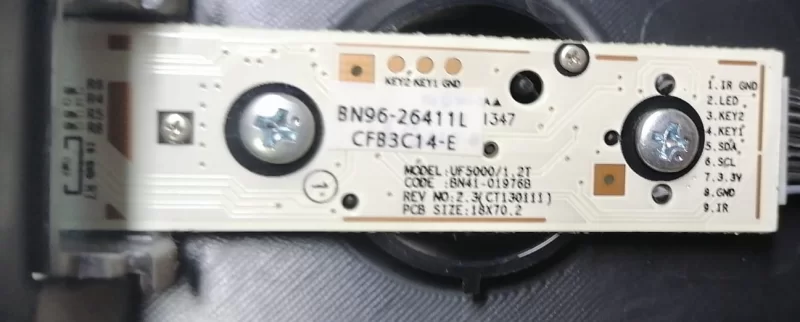 KEY2 KEY1 GND
BN96-26411L
CFB3C14-E
1347
MODEL:UF5000/1.2T
CODE :BN41-01976B
REV NO:2.3(CT130111)
PCB SIZE:18X70.2
1
1.IR GND
2.LED
3.KEY2
4.KEY1
5.SDA
6.SCL
7.3.3V
8.GND
9.IR